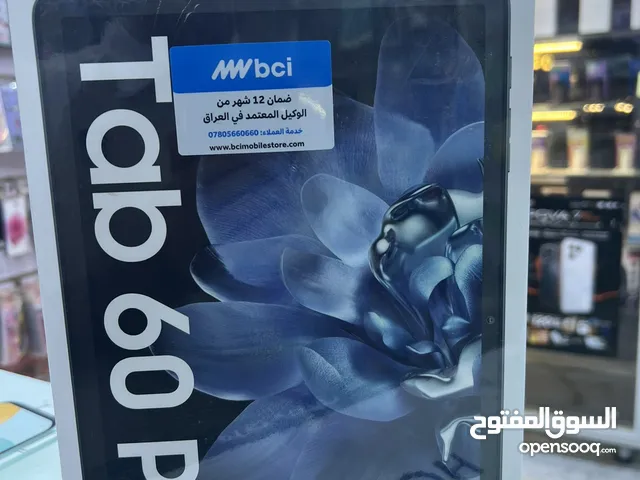 Tab 60 P
bci
ضمان 12 شهر من
الوكيل المعتمد في العراق
خدمة العملاء: 07805660660
www.bcimobilestore.com
السوق المفتوح
opensooq.com